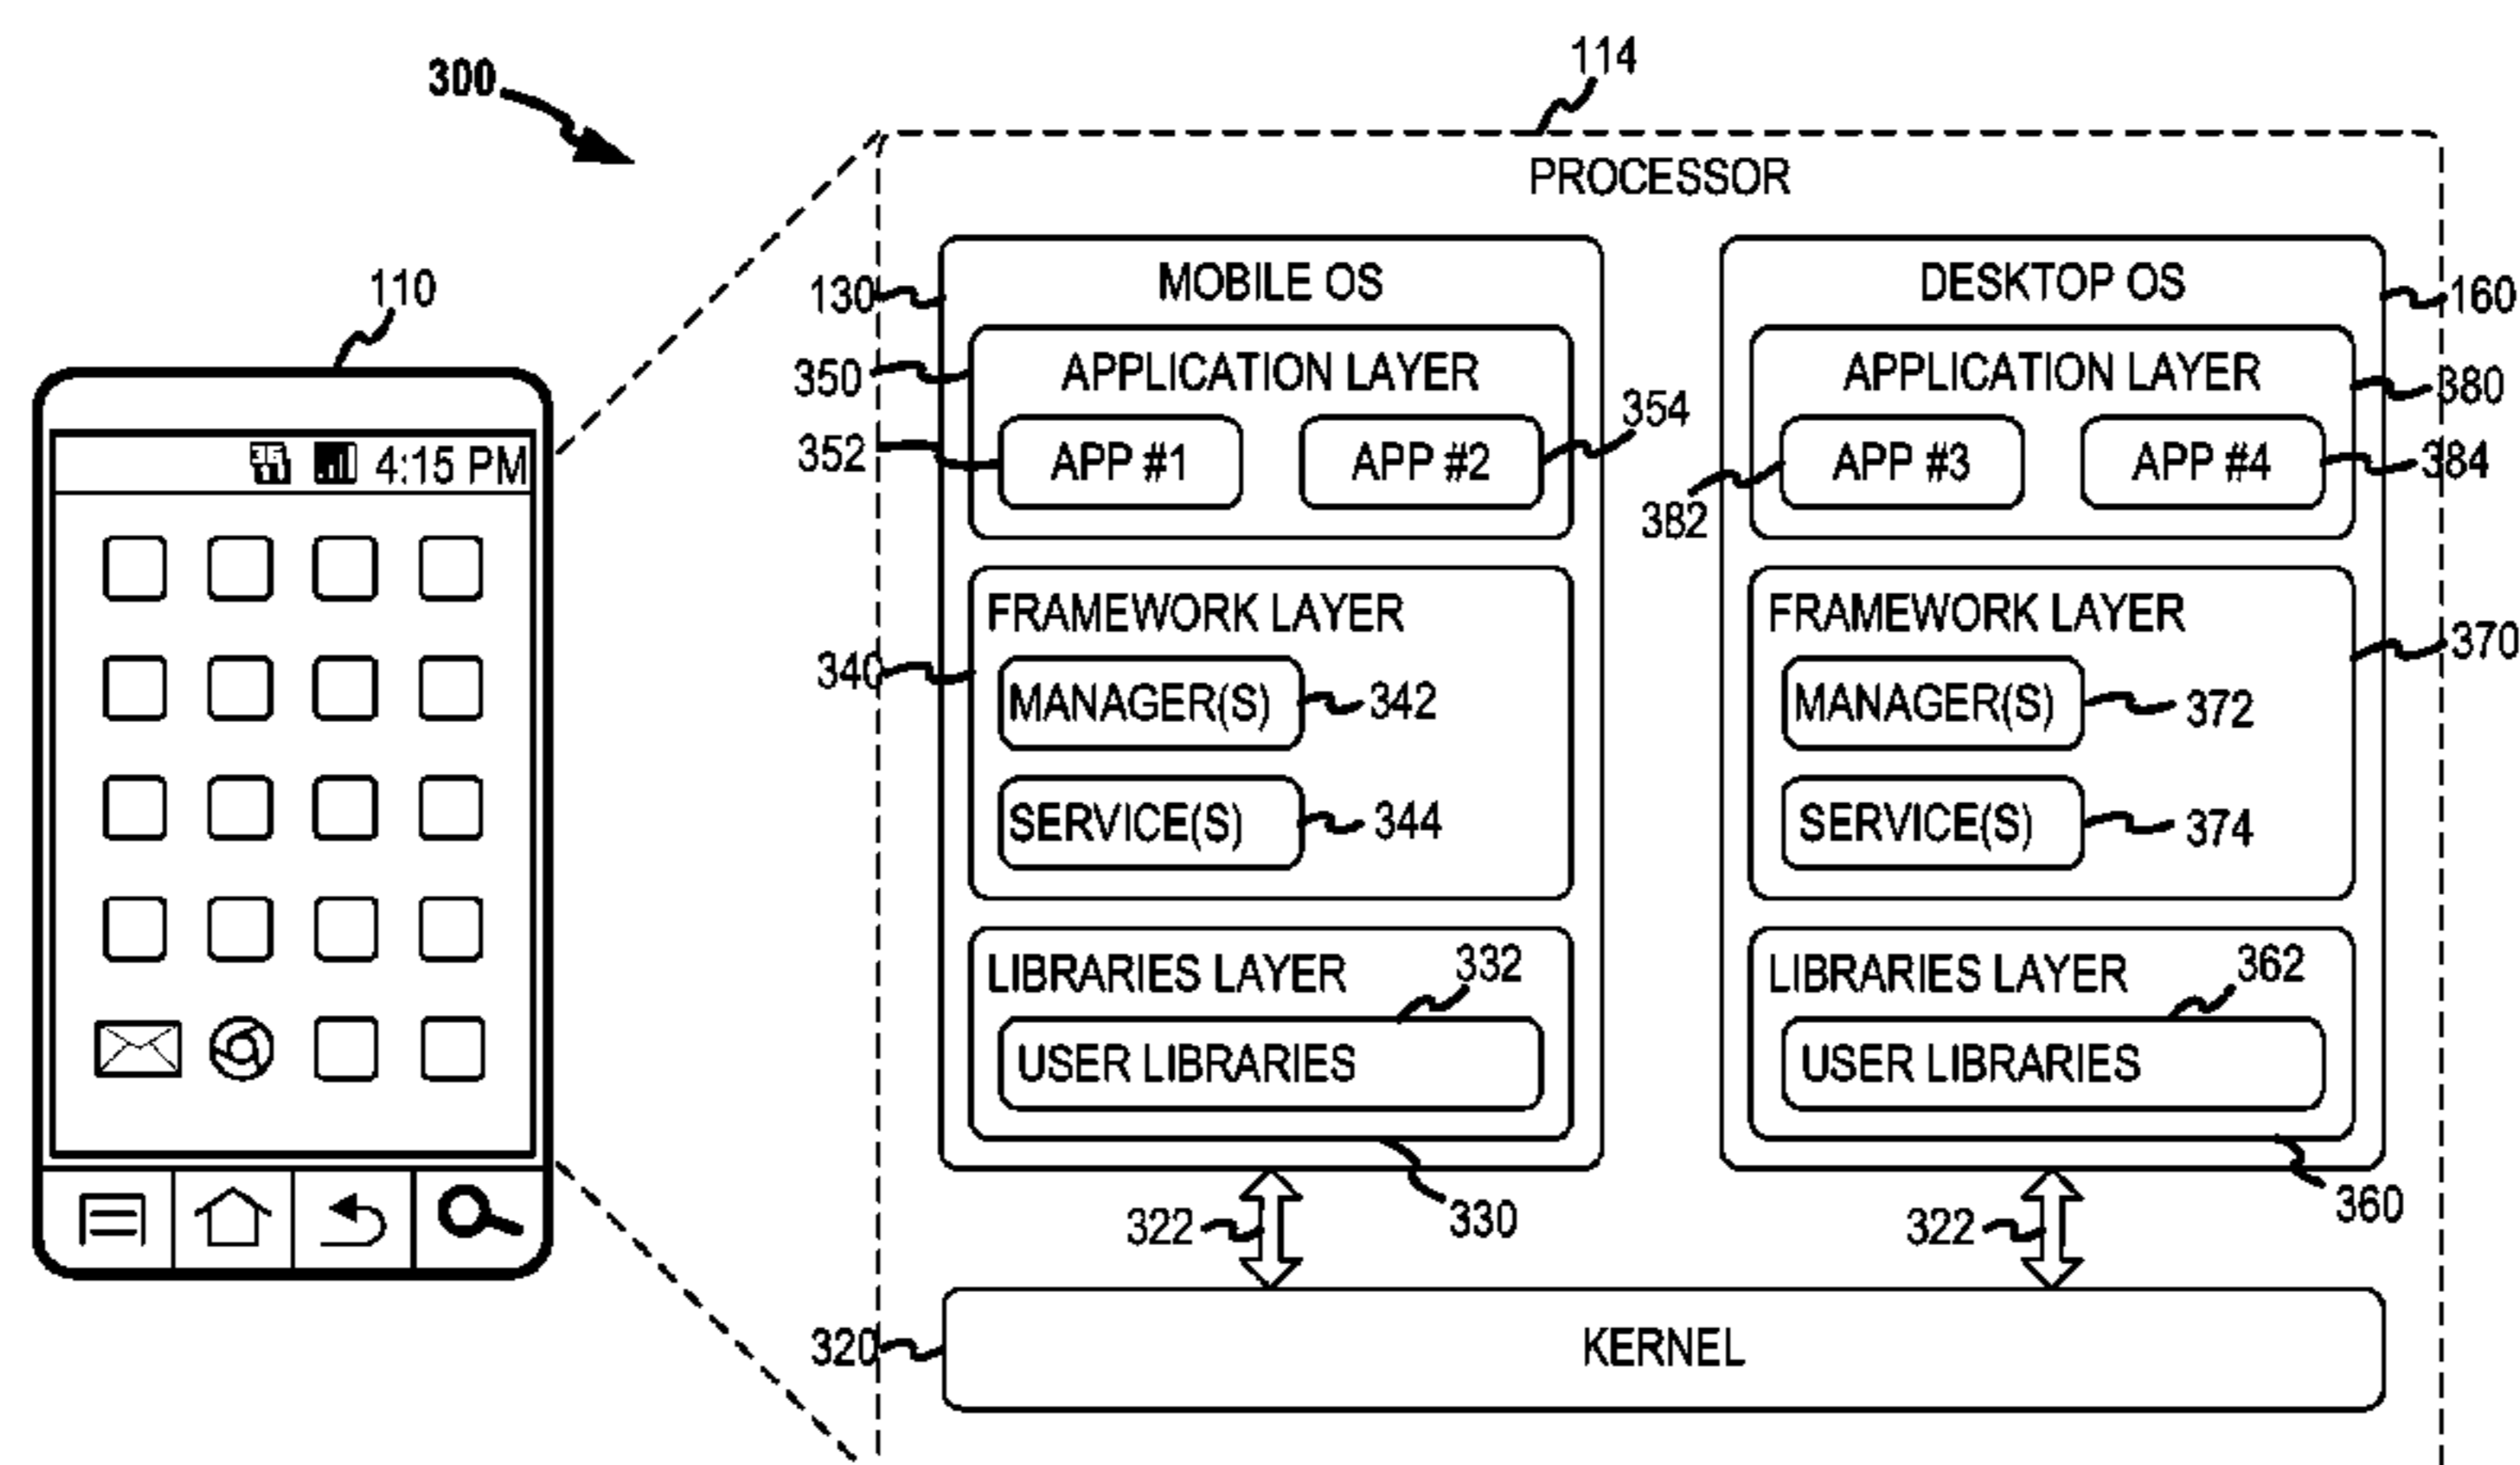 300
114
PROCESSOR
110
4:15 PM
130
MOBILE OS
350
APPLICATION LAYER
352
APP #1
APP #2
354
340
FRAMEWORK LAYER
MANAGER(S)
342
SERVICE(S)
344
LIBRARIES LAYER
332
USER LIBRARIES
330
322
DESKTOP OS
160
APPLICATION LAYER
380
382
APP #3
APP #4
384
FRAMEWORK LAYER
370
MANAGER(S)
372
SERVICE(S)
374
LIBRARIES LAYER
362
USER LIBRARIES
360
322
320
KERNEL